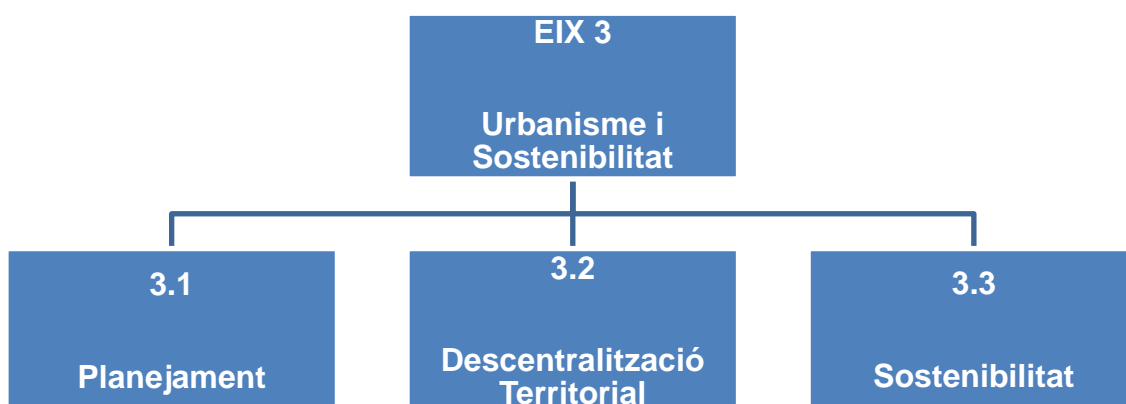 EIX 3
Urbanisme i
Sostenibilitat
3.1
Planejament
3.2
Descentralització
Territorial
3.3
Sostenibilitat